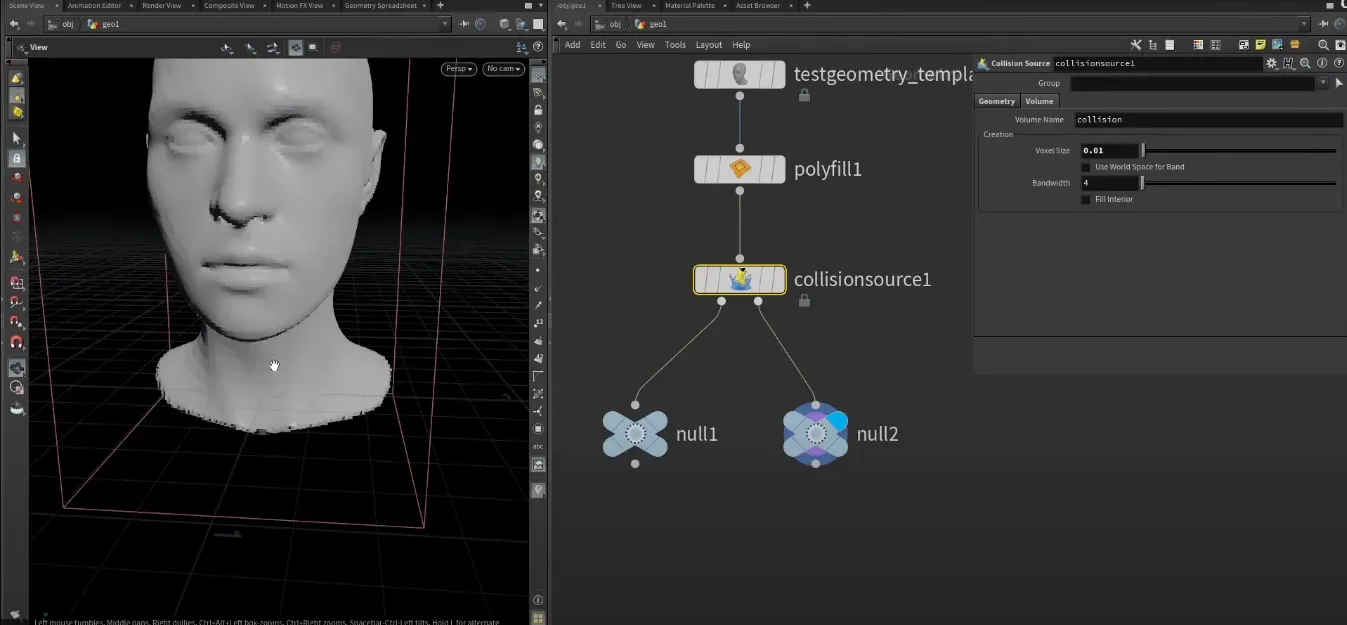 Scene View × Animation Editor × Render View × Composite View × Motion FX View × Geometry Spreadsheet × +
obj geo1
View
Persp No cam
12
abc
Left mouse tumbles. Middle pans. Right dollies. Ctrl+Alt+Left box-zooms. Ctrl+Right zooms. Spacebar-Ctrl-Left tilts. Hold L for alternate
/obj/geo1 × Tree View × Material Palette × Asset Browser × +
obj geo1
Add Edit Go View Tools Layout Help
testgeometry_templa
polyfill1
collisionsource1
null1
null2
Collision Source collisionsource1
Group
Geometry Volume
Volume Name collision
Creation
Voxel Size 0.01
Use World Space for Band
Bandwidth 4
Fill Interior